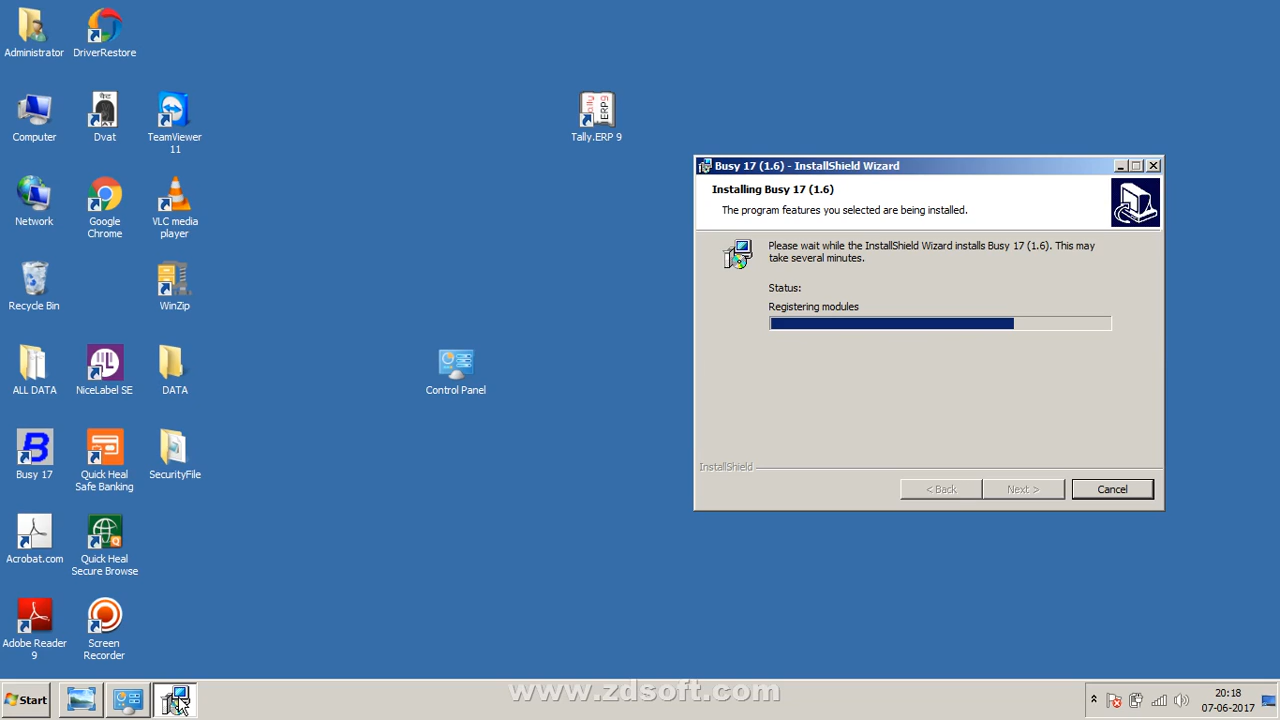 Administrator
DriverRestore
Computer
Dvat
TeamViewer
11
Tally.ERP 9
Network
Google
Chrome
VLC media
player
Recycle Bin
WinZip
ALL DATA
NiceLabel SE
DATA
Control Panel
Busy 17
Quick Heal
Safe Banking
SecurityFile
Acrobat.com
Quick Heal
Secure Browse
Adobe Reader
9
Screen
Recorder
Busy 17 (1.6) - InstallShield Wizard
Installing Busy 17 (1.6)
The program features you selected are being installed.
Please wait while the InstallShield Wizard installs Busy 17 (1.6). This may
take several minutes.
Status:
Registering modules
InstallShield
< Back
Next >
Cancel
Start
www.zdsoft.com
20:18
07-06-2017